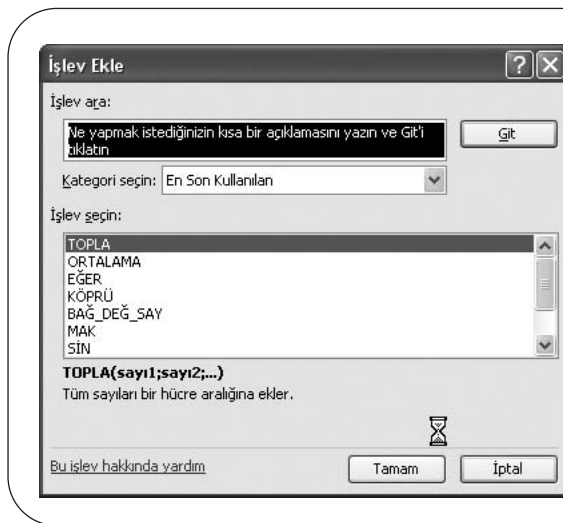 İşlev Ekle
İşlev ara:
Ne yapmak istediğinizin kısa bir açıklamasını yazın ve Git'i
tıklatın
Git
Kategori seçin: En Son Kullanılan
İşlev seçin:
TOPLA
ORTALAMA
EĞER
KÖPRÜ
BAĞ_DEĞ_SAY
MAK
SİN
TOPLA(sayı1;sayı2;...)
Tüm sayıları bir hücre aralığına ekler.
Bu işlev hakkında yardım
Tamam
İptal